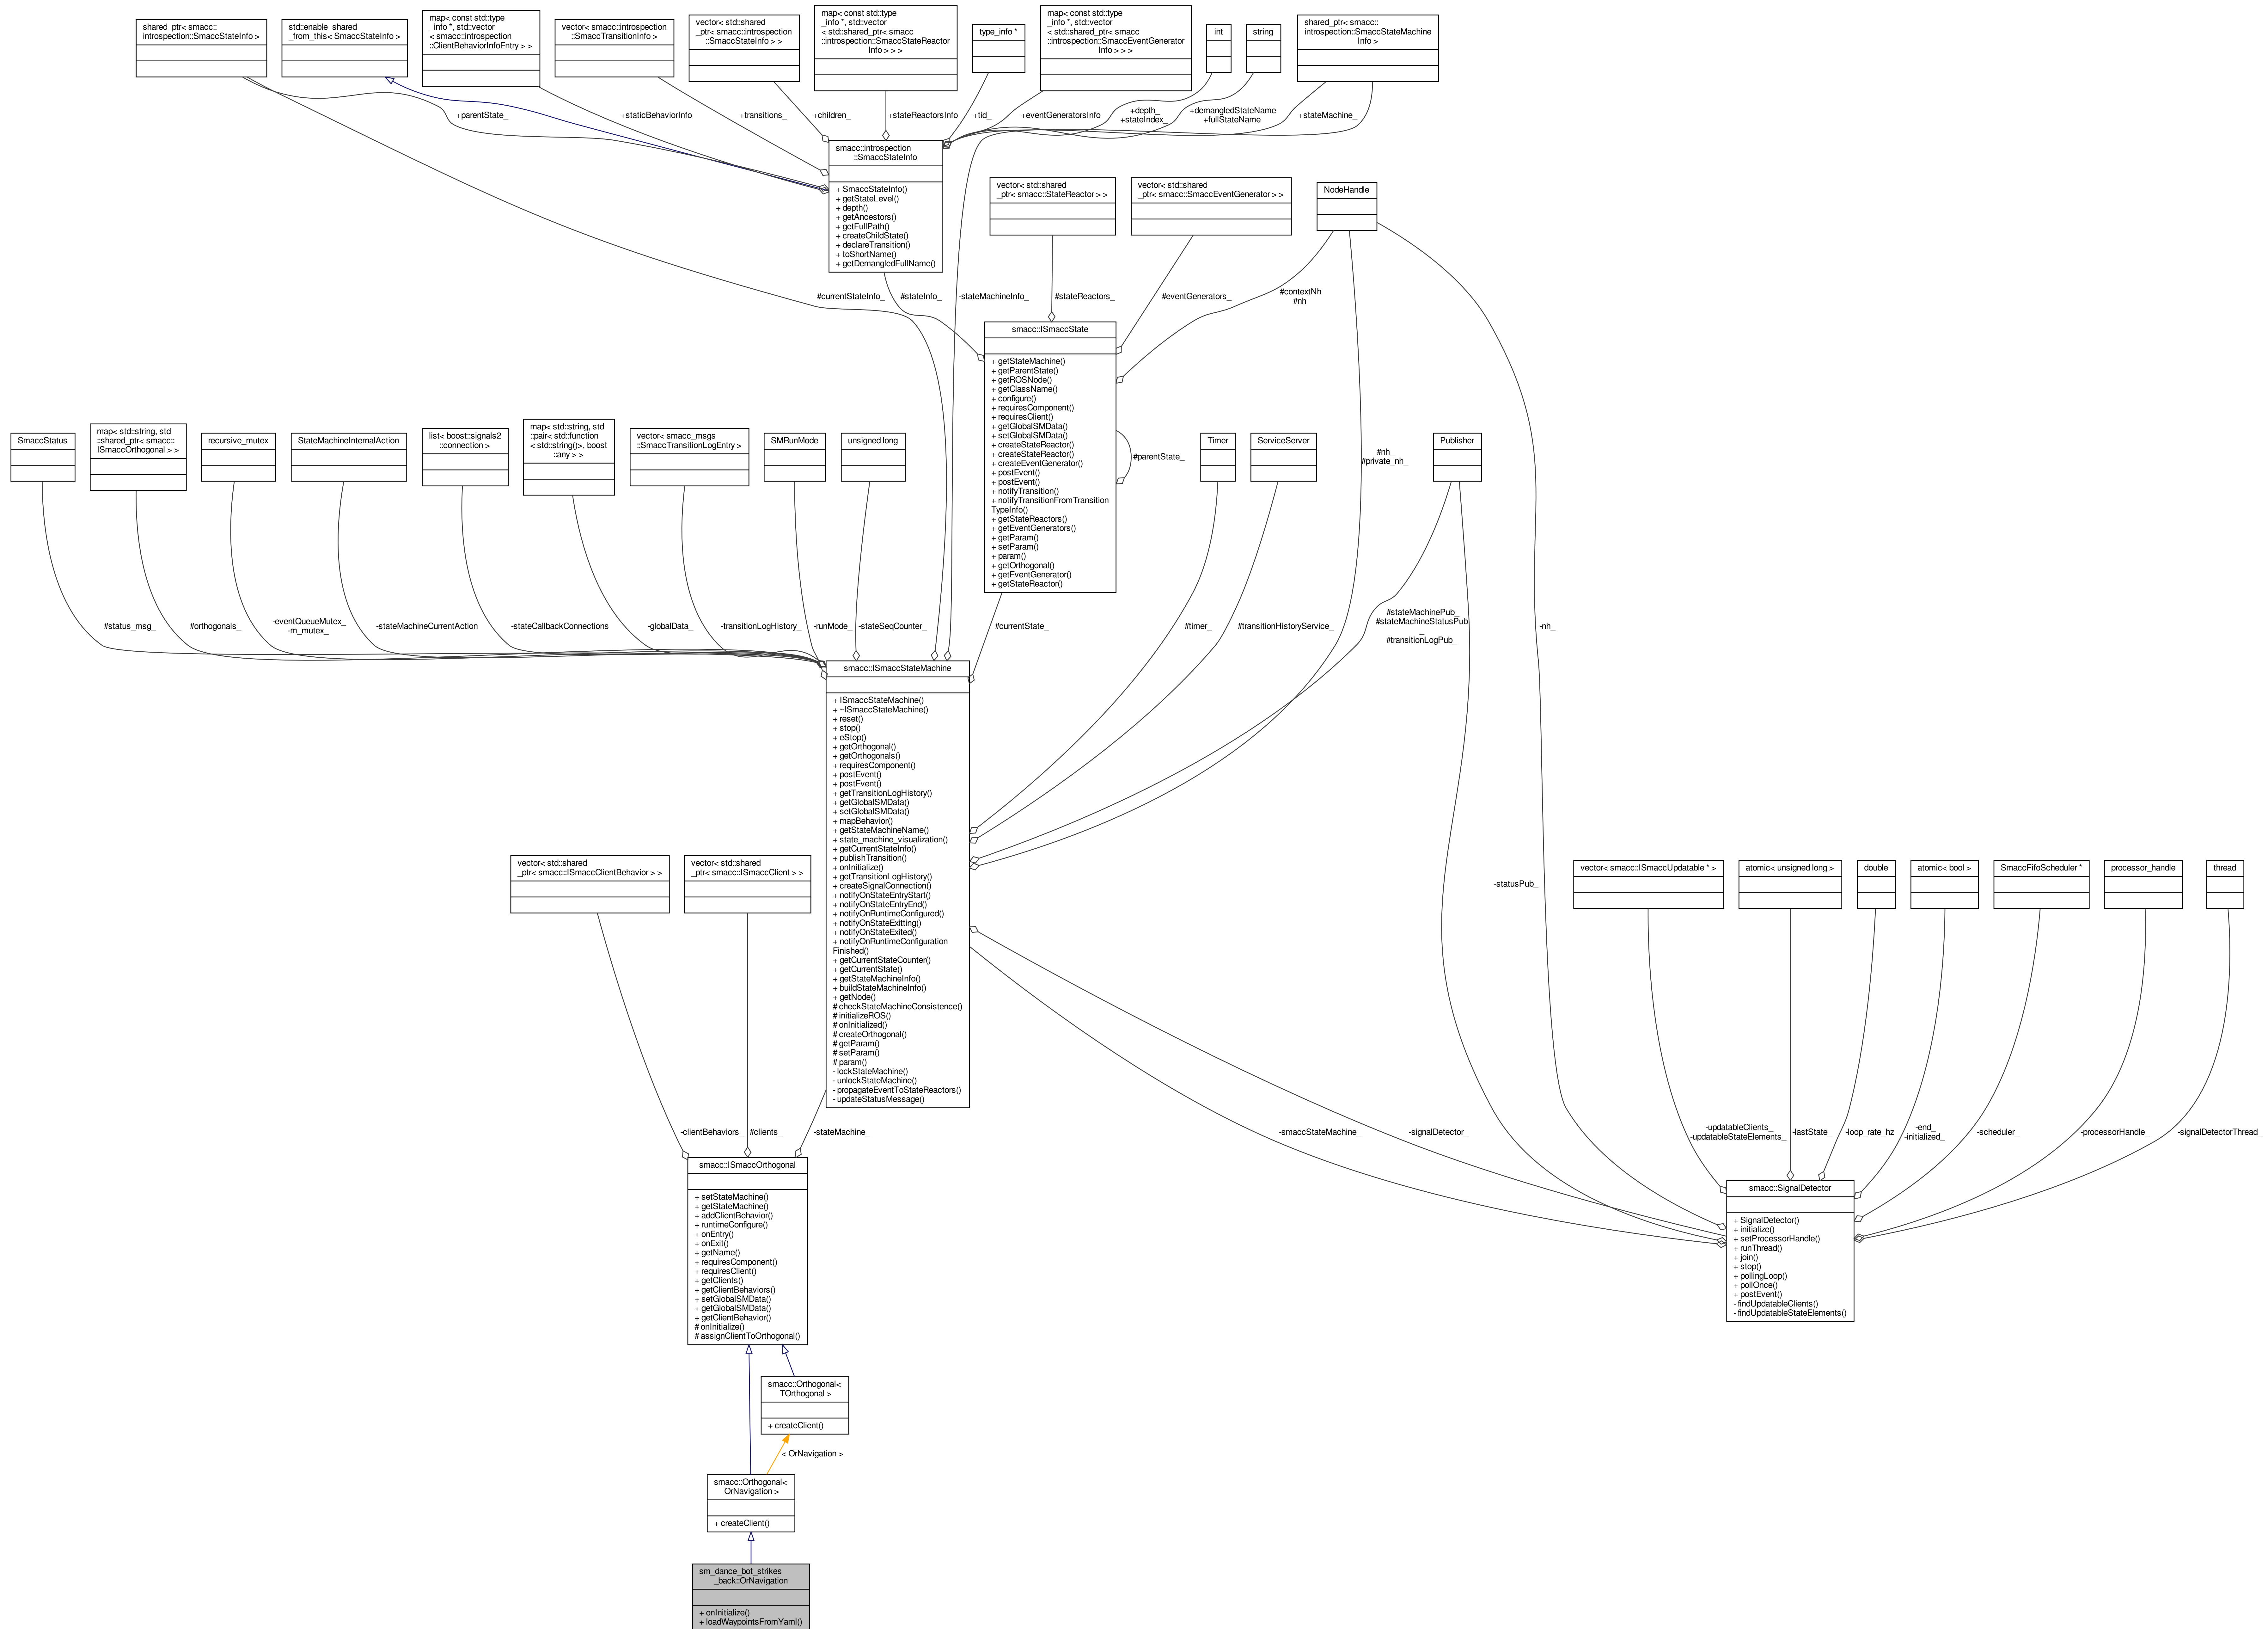 shared_ptr< smacc::
introspection::SmaccStateInfo >
std::enable_shared
_from_this< SmaccStateInfo >
map< const std::type
_info *, std::vector
< smacc::introspection
::ClientBehaviorInfoEntry > >
vector< smacc::introspection
::SmaccTransitionInfo >
vector< std::shared
_ptr< smacc::introspection
::SmaccStateInfo > >
map< const std::type
_info *, std::vector
< std::shared_ptr< smacc
::introspection::SmaccStateReactor
Info > > >
type_info *
map< const std::type
_info *, std::vector
< std::shared_ptr< smacc
::introspection::SmaccEventGenerator
Info > > >
int
string
shared_ptr< smacc::
introspection::SmaccStateMachine
Info >
+parentState_
+staticBehaviorInfo
+transitions_
+children_
+stateReactorsInfo
+tid_
+eventGeneratorsInfo
+depth_
+stateIndex_
+demangledStateName
+fullStateName
+stateMachine_
smacc::introspection
::SmaccStateInfo
+ SmaccStateInfo()
+ getStateLevel()
+ depth()
+ getAncestors()
+ getFullPath()
+ createChildState()
+ declareTransition()
+ toShortName()
+ getDemangledFullName()
vector< std::shared
_ptr< smacc::StateReactor > >
vector< std::shared
_ptr< smacc::SmaccEventGenerator > >
NodeHandle
#currentStateInfo_
#stateInfo_
-stateMachineInfo_
#stateReactors_
#eventGenerators_
#contextNh
#nh
smacc::ISmaccState
+ getStateMachine()
+ getParentState()
+ getROSNode()
+ getClassName()
+ configure()
+ requiresComponent()
+ requiresClient()
+ getGlobalSMData()
+ setGlobalSMData()
+ createStateReactor()
+ createStateReactor()
+ createEventGenerator()
+ postEvent()
+ postEvent()
+ notifyTransition()
+ notifyTransitionFromTransition
TypeInfo()
+ getStateReactors()
+ getEventGenerators()
+ getParam()
+ setParam()
+ param()
+ getOrthogonal()
+ getEventGenerator()
+ getStateReactor()
#parentState_
SmaccStatus
map< std::string, std
::shared_ptr< smacc::
ISmaccOrthogonal > >
recursive_mutex
StateMachineInternalAction
list< boost::signals2
::connection >
map< std::string, std
::pair< std::function
< std::string()>, boost
::any > >
vector< smacc_msgs
::SmaccTransitionLogEntry >
SMRunMode
unsigned long
Timer
ServiceServer
#nh_
#private_nh_
Publisher
#status_msg_
#orthogonals_
-eventQueueMutex_
-m_mutex_
-stateMachineCurrentAction
-stateCallbackConnections
-globalData_
-transitionLogHistory_
-runMode_
-stateSeqCounter_
#currentState_
#timer_
#transitionHistoryService_
#stateMachinePub_
#stateMachineStatusPub
_
#transitionLogPub_
-nh_
smacc::ISmaccStateMachine
+ ISmaccStateMachine()
+ ~ISmaccStateMachine()
+ reset()
+ stop()
+ eStop()
+ getOrthogonal()
+ getOrthogonals()
+ requiresComponent()
+ postEvent()
+ postEvent()
+ getTransitionLogHistory()
+ getGlobalSMData()
+ setGlobalSMData()
+ mapBehavior()
+ getStateMachineName()
+ state_machine_visualization()
+ getCurrentStateInfo()
+ publishTransition()
+ onInitialize()
+ getTransitionLogHistory()
+ createSignalConnection()
+ notifyOnStateEntryStart()
+ notifyOnStateEntryEnd()
+ notifyOnRuntimeConfigured()
+ notifyOnStateExitting()
+ notifyOnStateExited()
+ notifyOnRuntimeConfiguration
Finished()
+ getCurrentStateCounter()
+ getCurrentState()
+ getStateMachineInfo()
+ buildStateMachineInfo()
+ getNode()
# checkStateMachineConsistence()
# initializeROS()
# onInitialized()
# createOrthogonal()
# getParam()
# setParam()
# param()
- lockStateMachine()
- unlockStateMachine()
- propagateEventToStateReactors()
- updateStatusMessage()
vector< std::shared
_ptr< smacc::ISmaccClientBehavior > >
vector< std::shared
_ptr< smacc::ISmaccClient > >
-statusPub_
vector< smacc::ISmaccUpdatable * >
atomic< unsigned long >
double
atomic< bool >
SmaccFifoScheduler *
processor_handle
thread
-clientBehaviors_
#clients_
-stateMachine_
-smaccStateMachine_
-signalDetector_
-updatableClients_
-updatableStateElements_
-lastState_
-loop_rate_hz
-end_
-initialized_
-scheduler_
-processorHandle_
-signalDetectorThread_
smacc::ISmaccOrthogonal
+ setStateMachine()
+ getStateMachine()
+ addClientBehavior()
+ runtimeConfigure()
+ onEntry()
+ onExit()
+ getName()
+ requiresComponent()
+ requiresClient()
+ getClients()
+ getClientBehaviors()
+ setGlobalSMData()
+ getGlobalSMData()
+ getClientBehavior()
# onInitialize()
# assignClientToOrthogonal()
smacc::SignalDetector
+ SignalDetector()
+ initialize()
+ setProcessorHandle()
+ runThread()
+ join()
+ stop()
+ pollingLoop()
+ pollOnce()
+ postEvent()
- findUpdatableClients()
- findUpdatableStateElements()
smacc::Orthogonal<
TOrthogonal >
+ createClient()
< OrNavigation >
smacc::Orthogonal<
OrNavigation >
+ createClient()
sm_dance_bot_strikes
_back::OrNavigation
+ onInitialize()
+ loadWaypointsFromYaml()